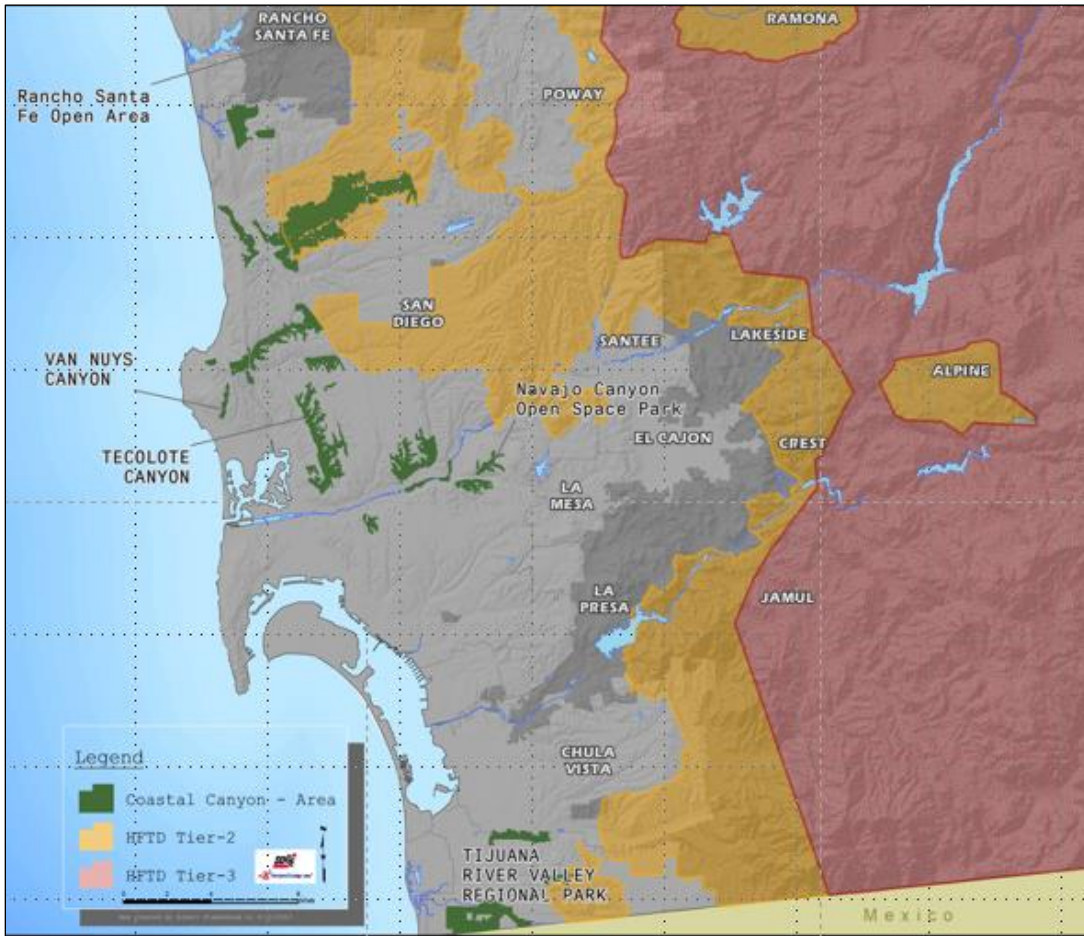 RANCHO
SANTA FE
RAMONA
Rancho Santa
Fe Open Area
POWAY
SAN
DIEGO
SANTEE
LAKESIDE
VAN NUYS
CANYON
ALPINE
Navajo Canyon
Open Space Park
EL CAJON
CREST
TECOLOTE
CANYON
LA
MESA
LA
PRESA
JAMUL
CHULA
VISTA
Legend
Coastal Canyon - Area
HFTD Tier-2
HFTD Tier-3
TIJUANA
RIVER VALLEY
REGIONAL PARK
Mexico